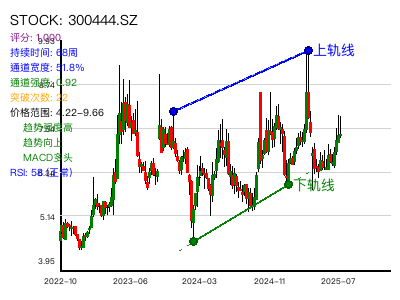 STOCK: 300444.SZ
评分: 1.000
9.93
持续时间: 68周
上轨线
通道宽度: 51.8%
通道强度: 0.92
突破次数: 22
价格范围: 4.22-9.66
趋势
提高
趋势向上
MACD多头
RSI: 58.1(正常)
下轨线
5.14
3.95
2022-10
2023-06
2024-03
2024-11
2025-07